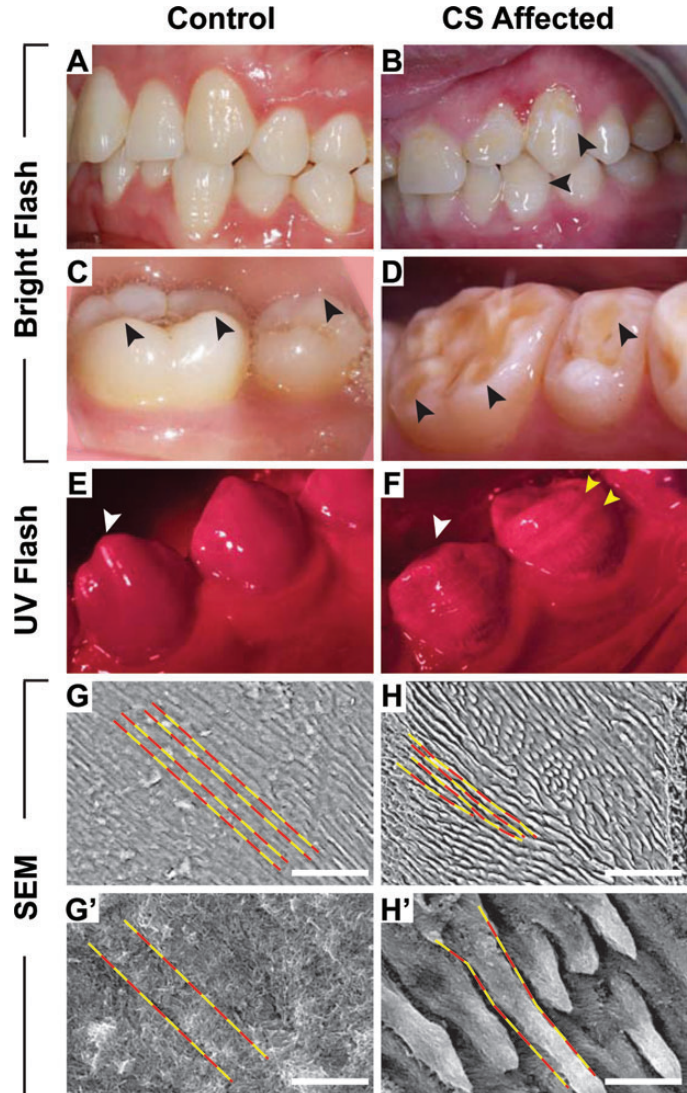 Control
CS Affected
Bright Flash
A
B
C
D
UV Flash
E
F
SEM
G
H
G’
H’